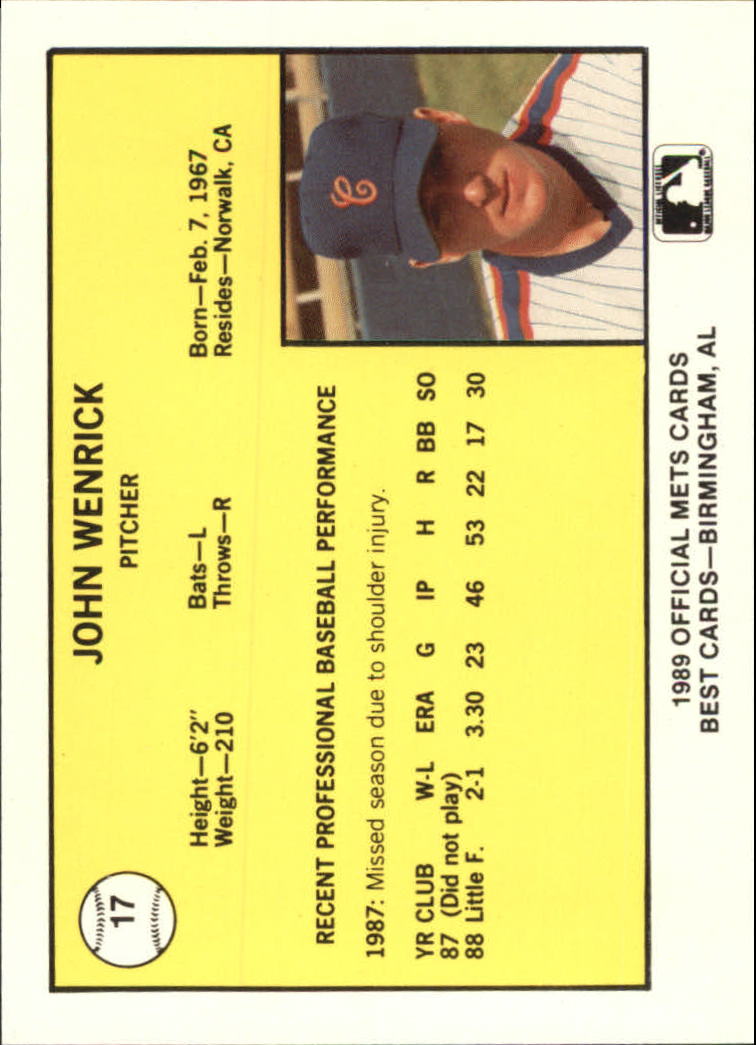 17
JOHN WENRICK
PITCHER
Height—6'2" Bats—L Born—Feb. 7, 1967
Weight—210 Throws—R Resides—Norwalk, CA
RECENT PROFESSIONAL BASEBALL PERFORMANCE
1987: Missed season due to shoulder injury.
YR CLUB W-L ERA G IP H R BB SO
87 (Did not play)
88 Little F. 2-1 3.30 23 46 53 22 17 30
C
1989 OFFICIAL METS CARDS
BEST CARDS—BIRMINGHAM, AL